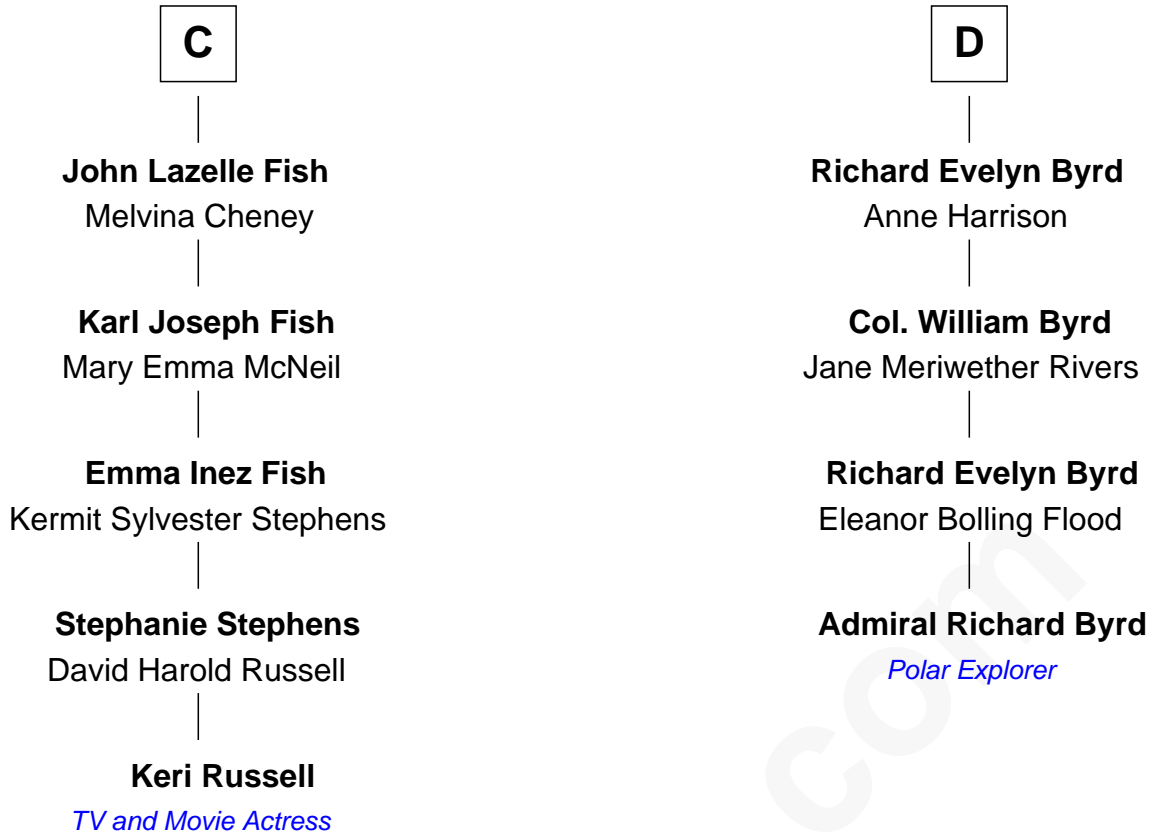 C
John Lazelle Fish
Melvina Cheney
Karl Joseph Fish
Mary Emma McNeil
Emma Inez Fish
Kermit Sylvester Stephens
Stephanie Stephens
David Harold Russell
Keri Russell
TV and Movie Actress
D
Richard Evelyn Byrd
Anne Harrison
Col. William Byrd
Jane Meriwether Rivers
Richard Evelyn Byrd
Eleanor Bolling Flood
Admiral Richard Byrd
Polar Explorer
com